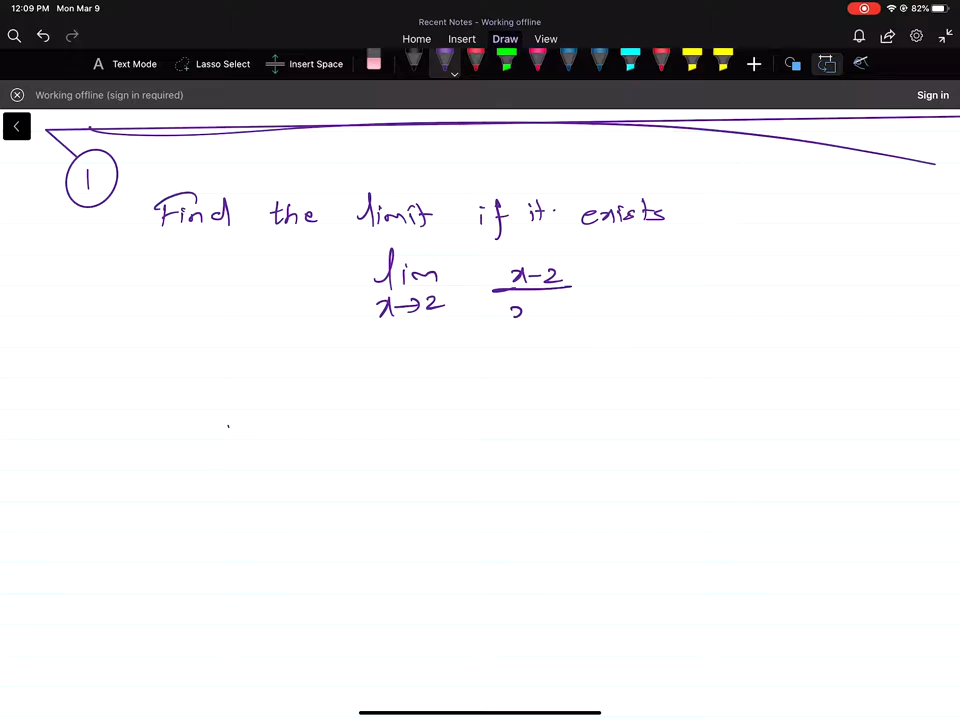 12:09 PM Mon Mar 9
82%
Recent Notes - Working offline
Home Insert Draw View
Text Mode Lasso Select Insert Space
Working offline (sign in required) Sign in
1
Find the limit if it exists
lim x-2
x→2